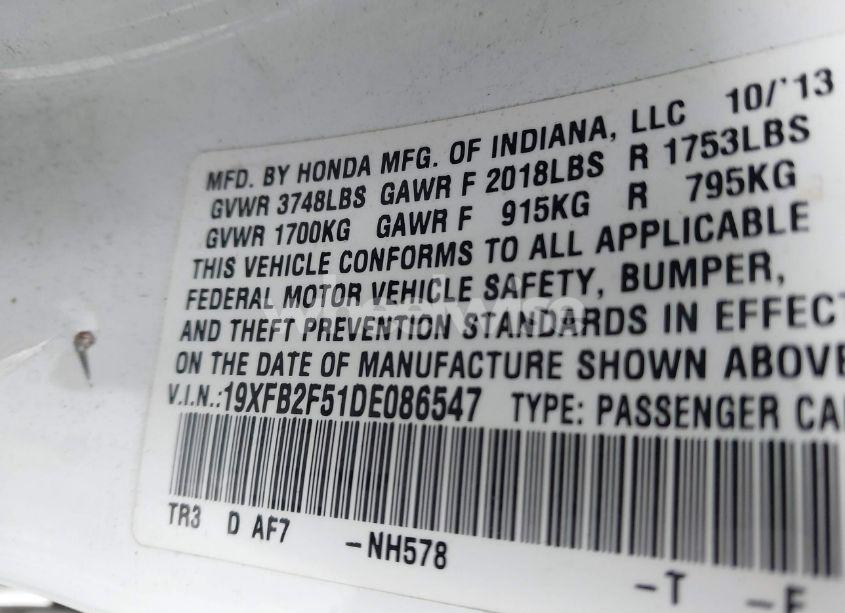 MFD. BY HONDA MFG. OF INDIANA, LLC 10/'13
GVWR 3748LBS GAWR F 2018LBS R 1753LBS
GVWR 1700KG GAWR F 915KG R 795KG
THIS VEHICLE CONFORMS TO ALL APPLICABLE
FEDERAL MOTOR VEHICLE SAFETY, BUMPER,
AND THEFT PREVENTION STANDARDS IN EFFECT
ON THE DATE OF MANUFACTURE SHOWN ABOVE
V.I.N.:19XFB2F51DE086547 TYPE: PASSENGER CA
TR3 D AF7 -NH578 -T -E